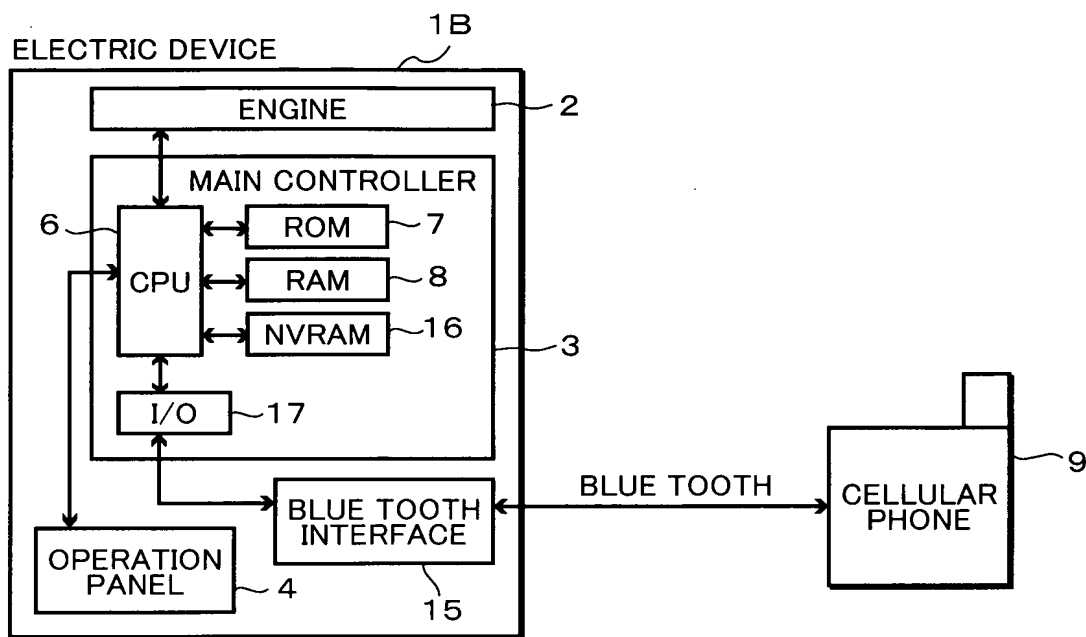 1B
ELECTRIC DEVICE
ENGINE
2
MAIN CONTROLLER
6
ROM
7
CPU
RAM
8
NVRAM
16
3
I/O
17
9
BLUE TOOTH
INTERFACE
BLUE TOOTH
CELLULAR
PHONE
OPERATION
PANEL
4
15